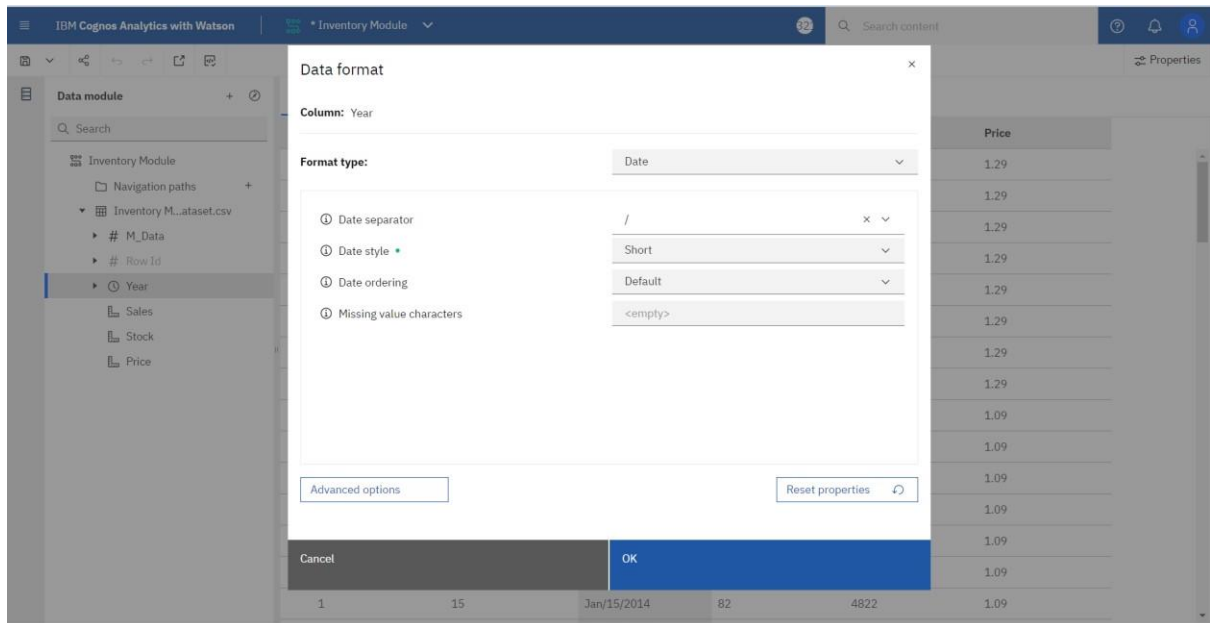 IBM Cognos Analytics with Watson
* Inventory Module
32
Search content
Properties
Data module
Search
Inventory Module
Navigation paths
Inventory M...ataset.csv
# M_Data
# Row Id
Year
Sales
Stock
Price
Data format
Column: Year
Format type: Date
Date separator /
Date style Short
Date ordering Default
Missing value characters <empty>
Advanced options
Reset properties
Cancel
OK
Price
1.29
1.29
1.29
1.29
1.29
1.29
1.29
1.29
1.09
1.09
1.09
1.09
1.09
1.09
1 15 Jan/15/2014 82 4822 1.09